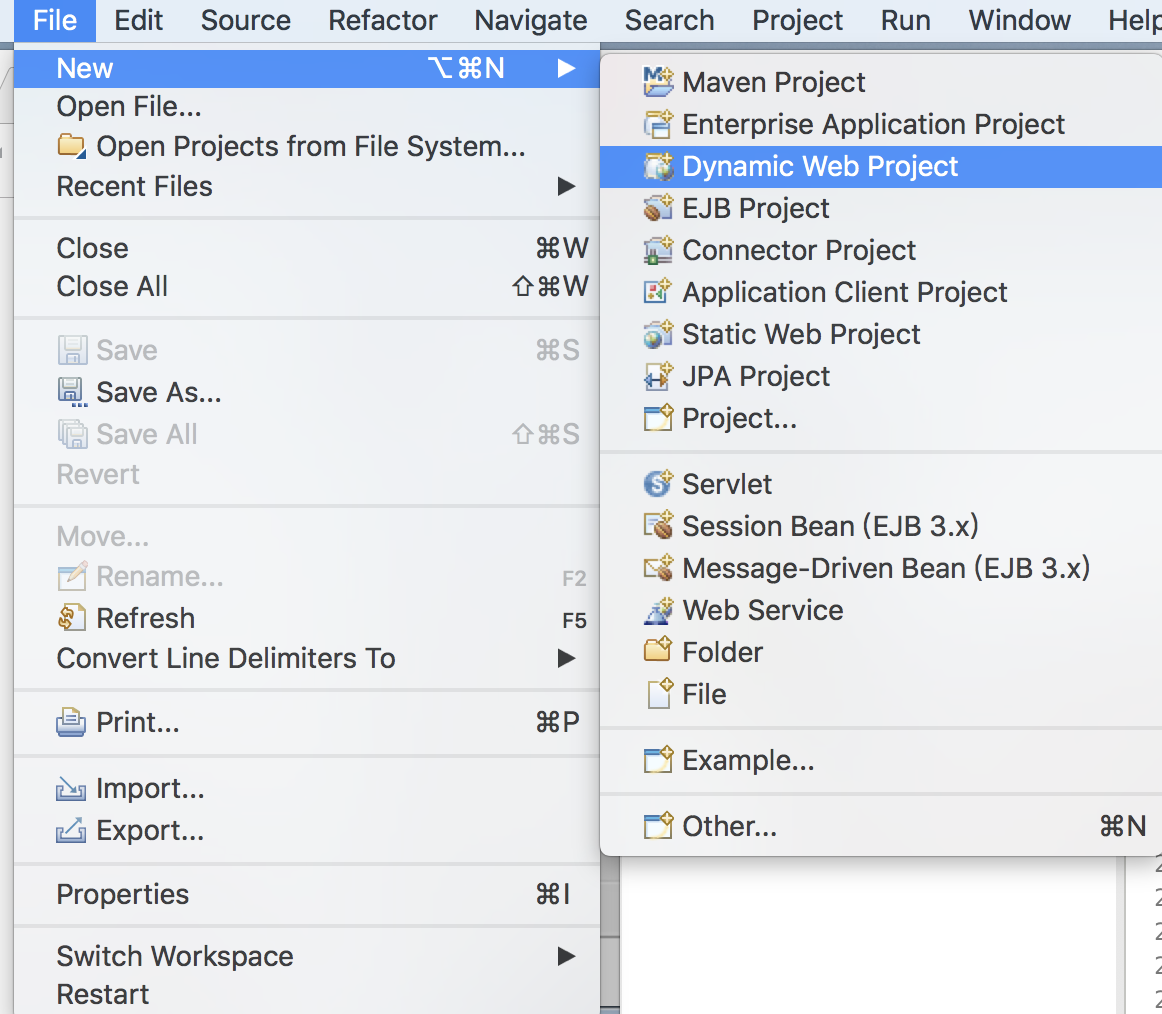 File Edit Source Refactor Navigate Search Project Run Window Help
New ⌥⌘N ▶
Open File...
Open Projects from File System...
Recent Files ▶
Close ⌘W
Close All ⇧⌘W
Save ⌘S
Save As...
Save All ⇧⌘S
Revert
Move...
Rename... F2
Refresh F5
Convert Line Delimiters To ▶
Print... ⌘P
Import...
Export...
Properties ⌘I
Switch Workspace ▶
Restart
Maven Project
Enterprise Application Project
Dynamic Web Project
EJB Project
Connector Project
Application Client Project
Static Web Project
JPA Project
Project...
Servlet
Session Bean (EJB 3.x)
Message-Driven Bean (EJB 3.x)
Web Service
Folder
File
Example...
Other... ⌘N